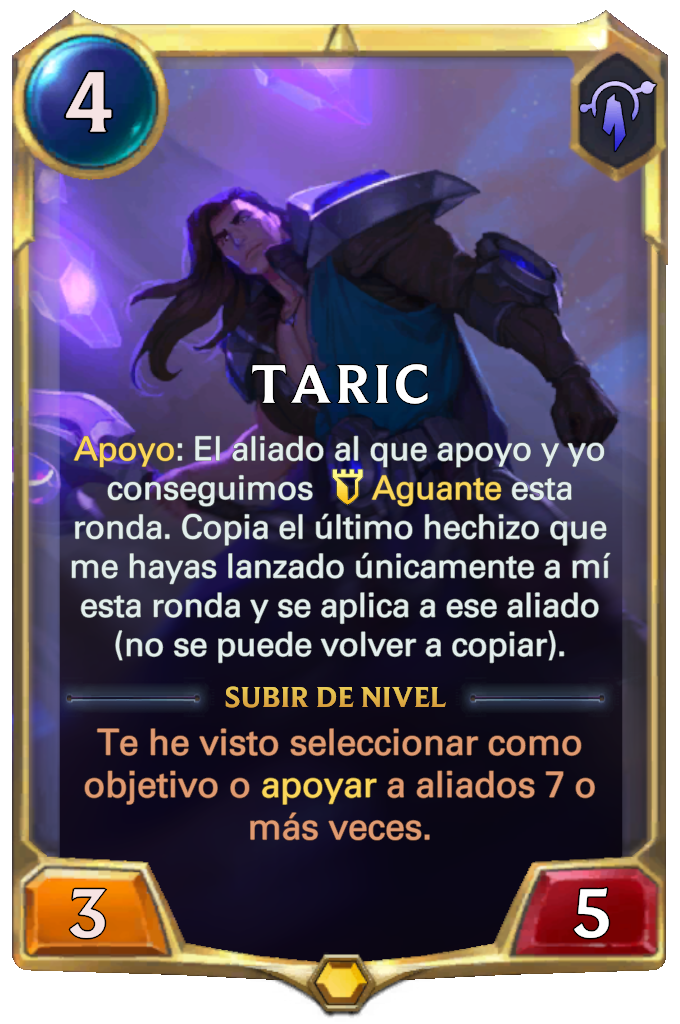 4
TARIC
Apoyo: El aliado al que apoyo y yo
conseguimos Aguante esta
ronda. Copia el último hechizo que
me hayas lanzado únicamente a mí
esta ronda y se aplica a ese aliado
(no se puede volver a copiar).
SUBIR DE NIVEL
Te he visto seleccionar como
objetivo o apoyar a aliados 7 o
más veces.
3
5